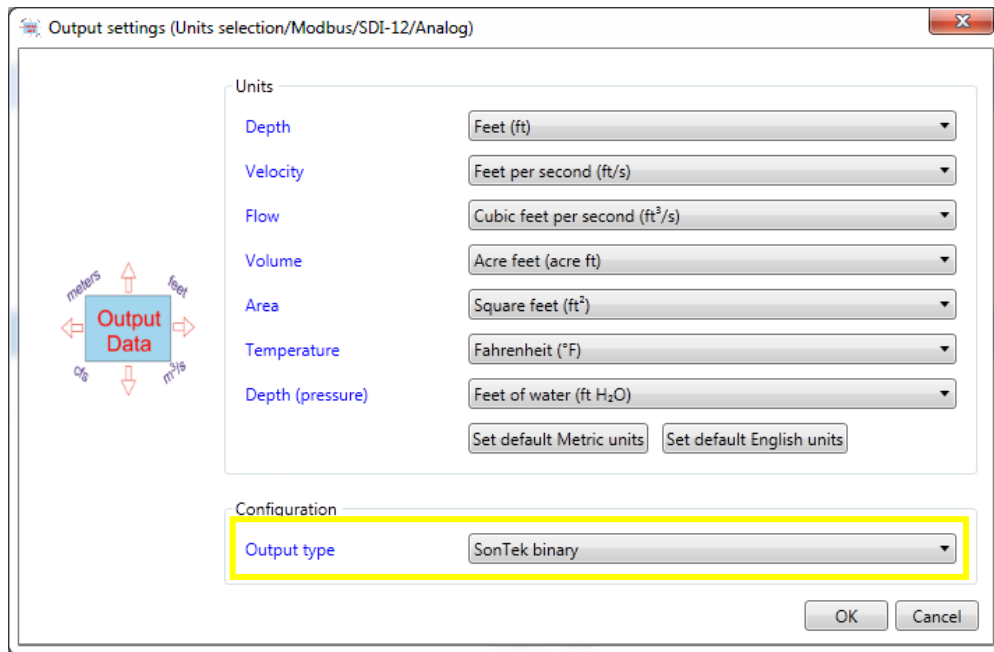 Output settings (Units selection/Modbus/SDI-12/Analog)
Units
Depth
Feet (ft)
Velocity
Feet per second (ft/s)
Flow
Cubic feet per second (ft³/s)
Volume
Acre feet (acre ft)
Area
Square feet (ft²)
Temperature
Fahrenheit (°F)
Depth (pressure)
Feet of water (ft H₂O)
Set default Metric units
Set default English units
meters
feet
Output
Data
cfs
m³/s
Configuration
Output type
SonTek binary
OK
Cancel